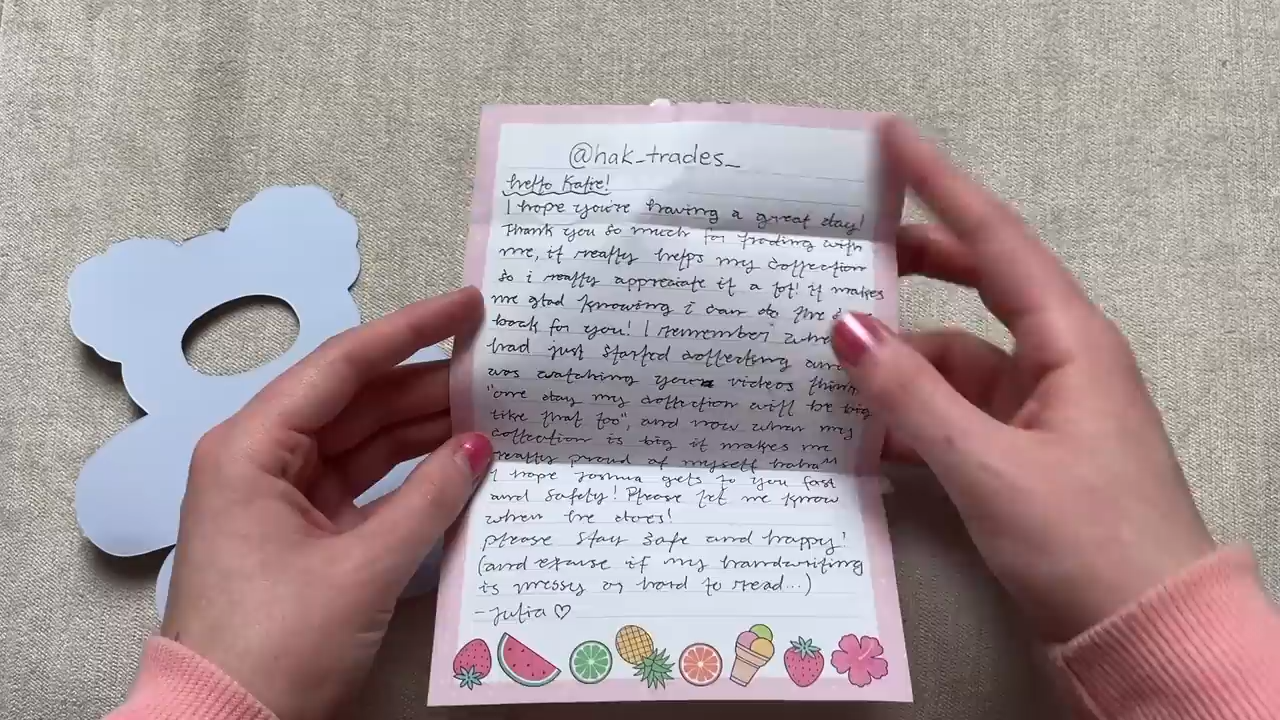 @hak_trades_
hello Katie!
I hope you're having a great day!
Thank you so much for trading with
me, it really helps my collection
so i really appreciate it a lot! it makes
me glad knowing i can do the
back for you! I remember
had just started collecting and
was watching your videos
"one day my collection will be big
like that too", and now when my
collection is big it makes me
really proud of myself haha^^
I hope Joshua gets to you fast
and safely! Please let me know
when he does!
please stay safe and happy!
(and excuse if my handwriting
is messy or hard to read...)
-Julia ♡